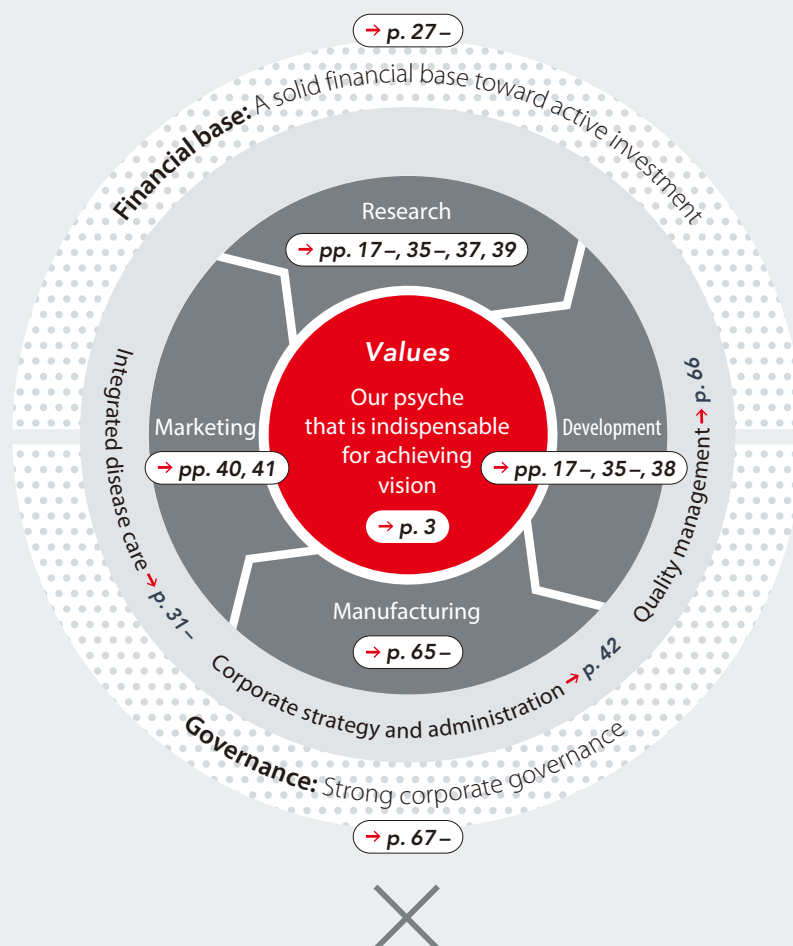 → p. 27–
Financial base: A solid financial base toward active investment
Research
→ pp. 17–, 35–, 37, 39
Values
Our psyche
that is indispensable
for achieving
vision
→ p. 3
Marketing
→ pp. 40, 41
Development
→ pp. 17–, 35–, 38
Manufacturing
→ p. 65–
Integrated disease care → p. 31–
Corporate strategy and administration → p. 42
Quality management → p. 66
Governance: Strong corporate governance
→ p. 67–